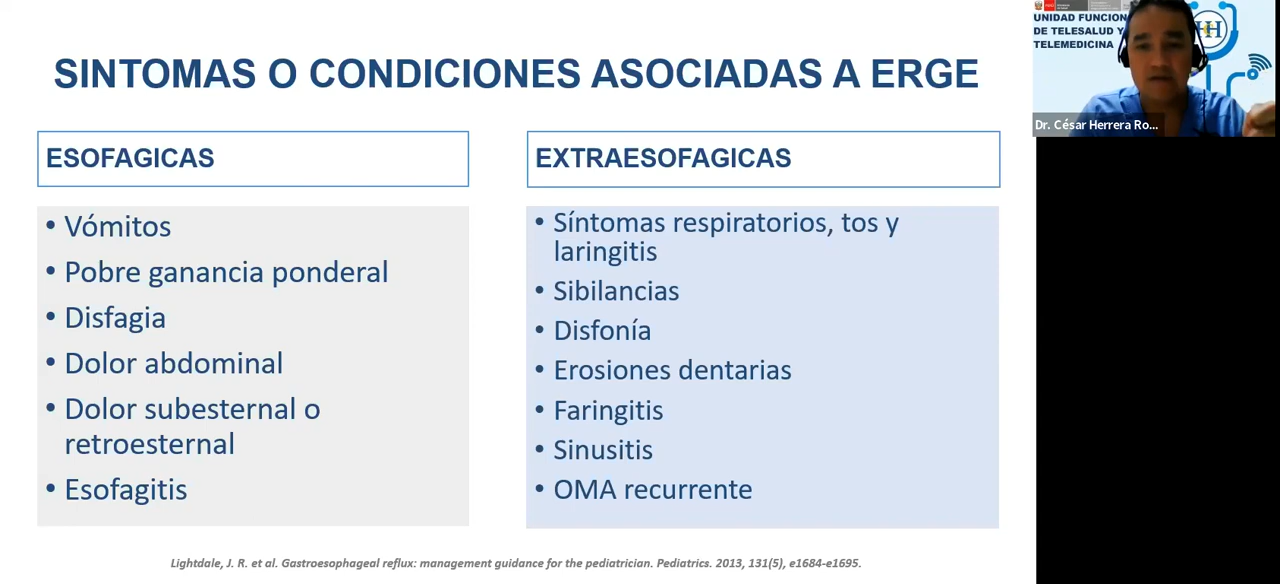 SINTOMAS O CONDICIONES ASOCIADAS A ERGE
ESOFAGICAS
• Vómitos
• Pobre ganancia ponderal
• Disfagia
• Dolor abdominal
• Dolor subesternal o
retroesternal
• Esofagitis
EXTRAESOFAGICAS
• Síntomas respiratorios, tos y
laringitis
• Sibilancias
• Disfonía
• Erosiones dentarias
• Faringitis
• Sinusitis
• OMA recurrente
Lightdale, J. R. et al. Gastroesophageal reflux: management guidance for the pediatrician. Pediatrics. 2013, 131(5), e1684-e1695.
UNIDAD FUNCION
DE TELESALUD Y
TELEMEDICINA
Dr. César Herrera Ro...